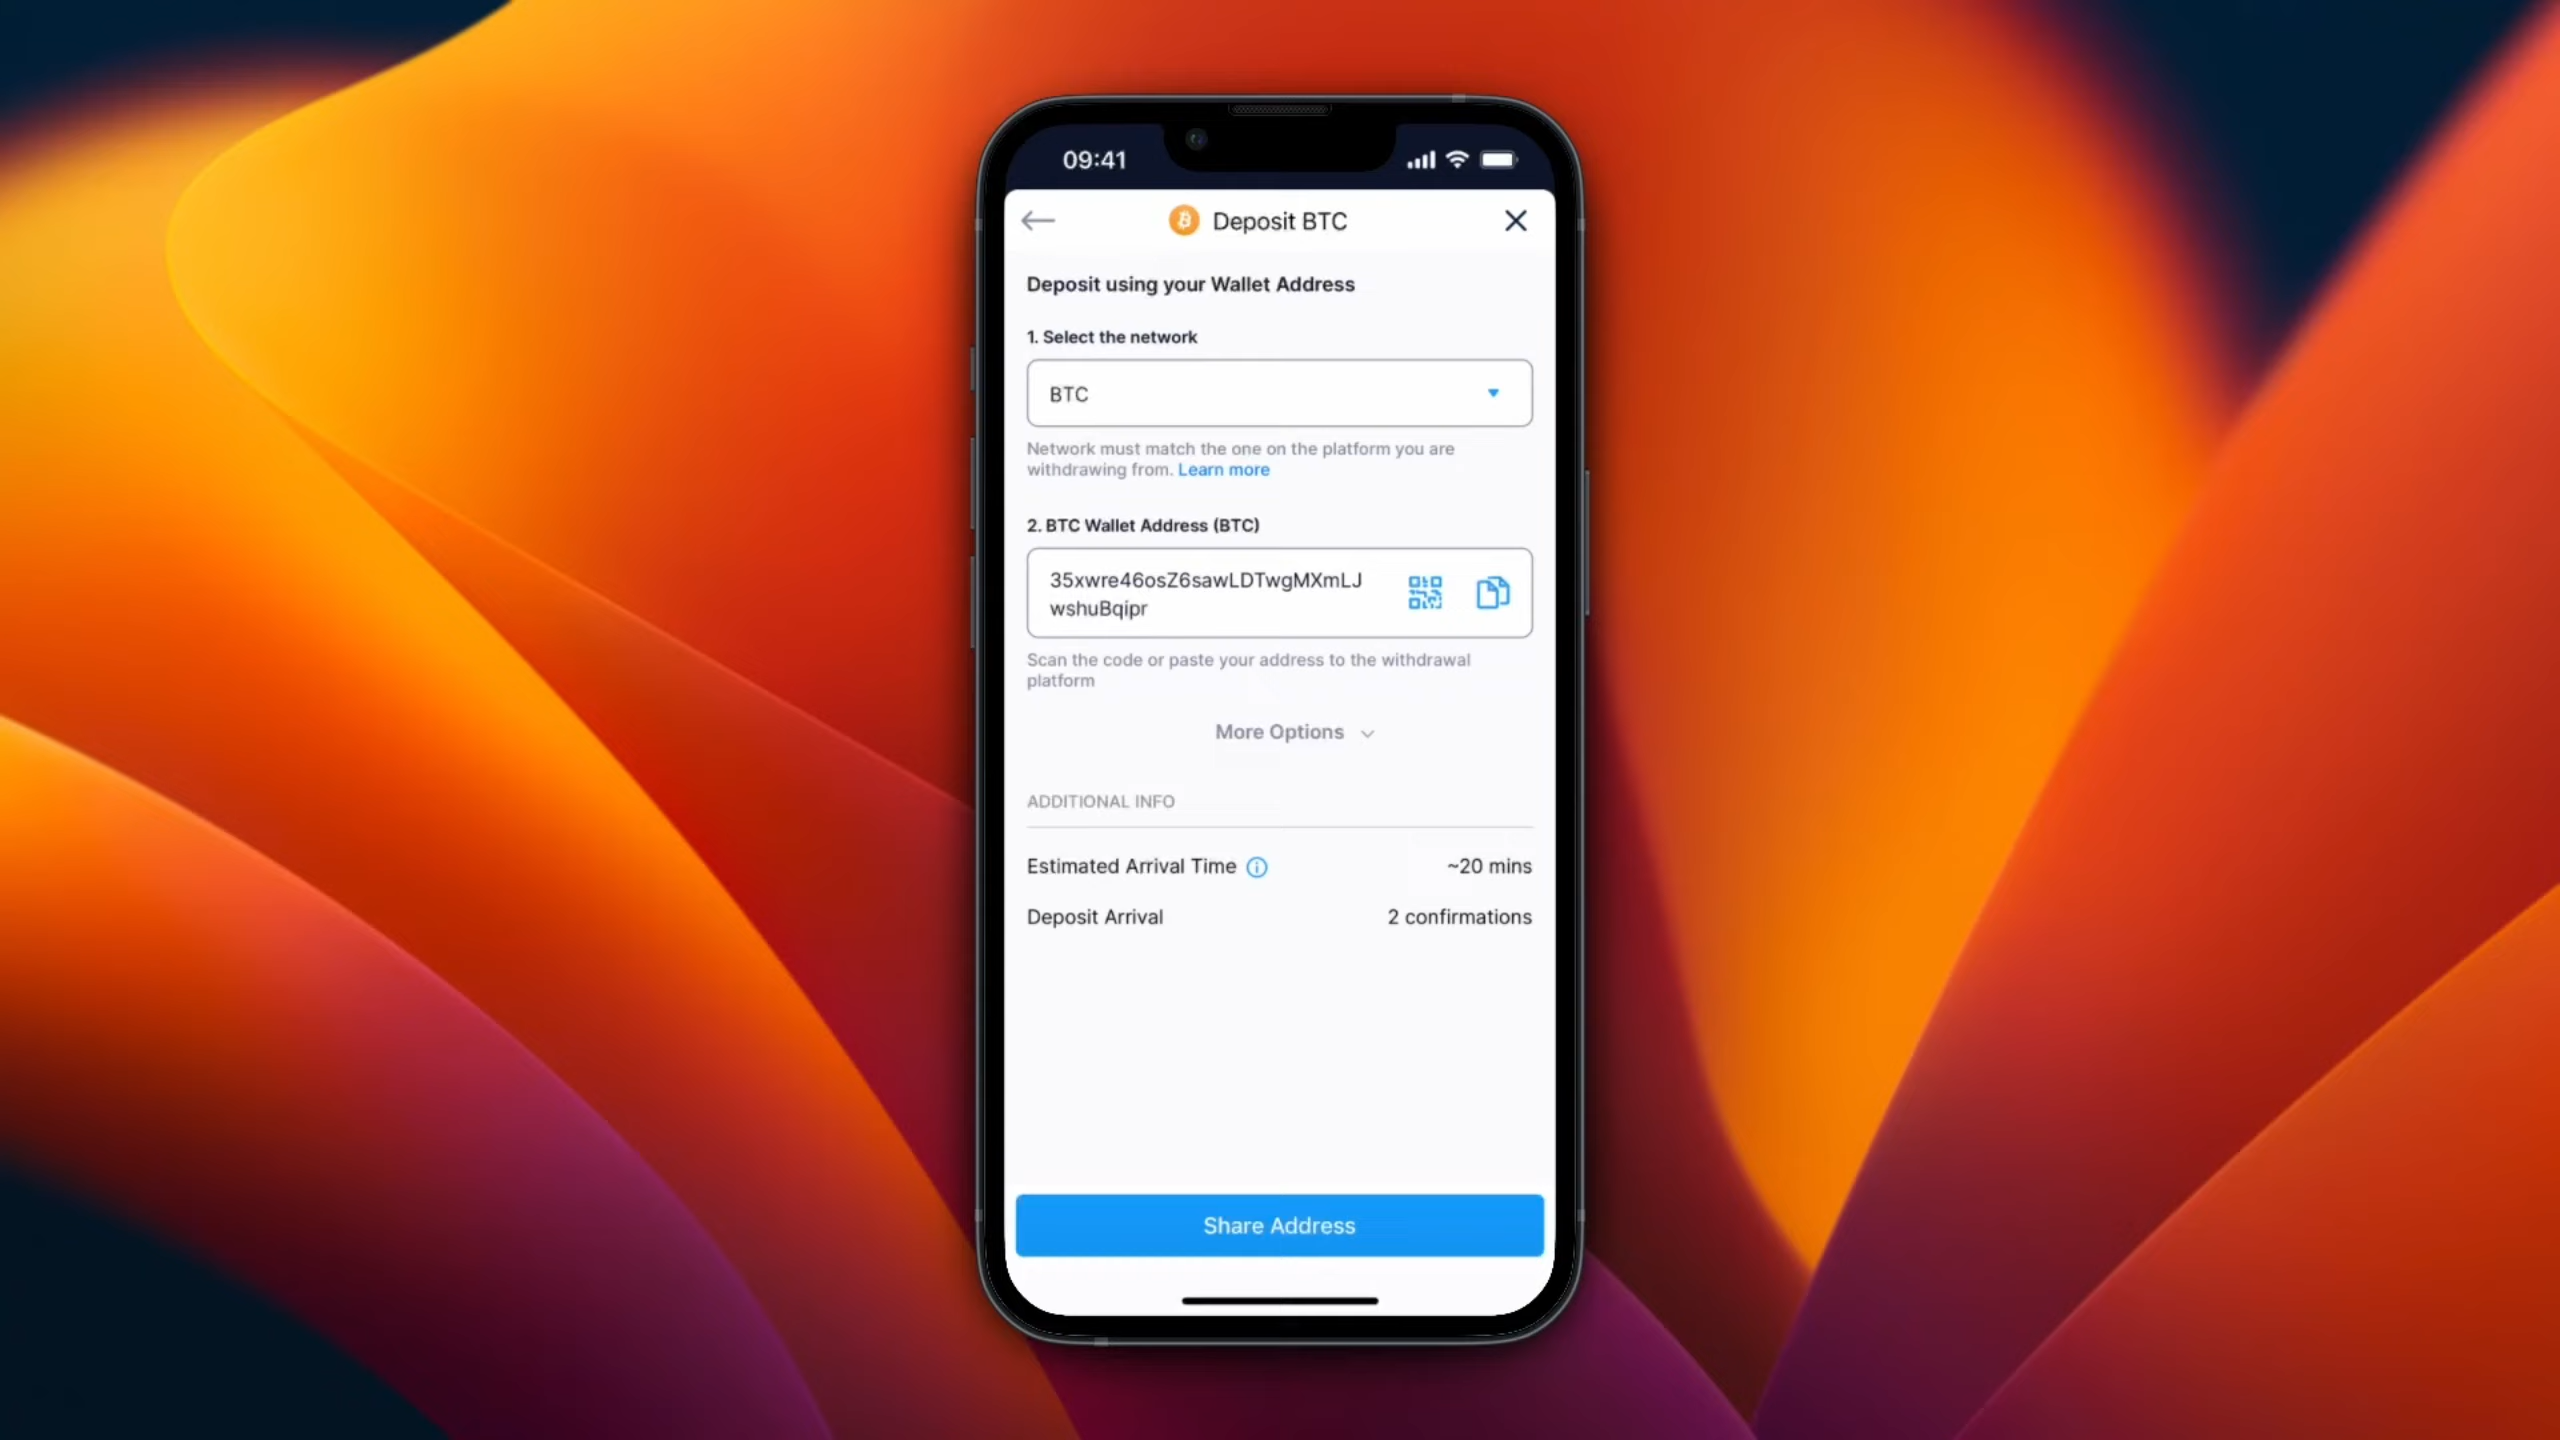 09:41
Deposit BTC
Deposit using your Wallet Address
1. Select the network
BTC
Network must match the one on the platform you are
withdrawing from. Learn more
2. BTC Wallet Address (BTC)
35xwre46osZ6sawLDTwgMXmLJ
wshuBqipr
Scan the code or paste your address to the withdrawal
platform
More Options
ADDITIONAL INFO
Estimated Arrival Time ~20 mins
Deposit Arrival 2 confirmations
Share Address